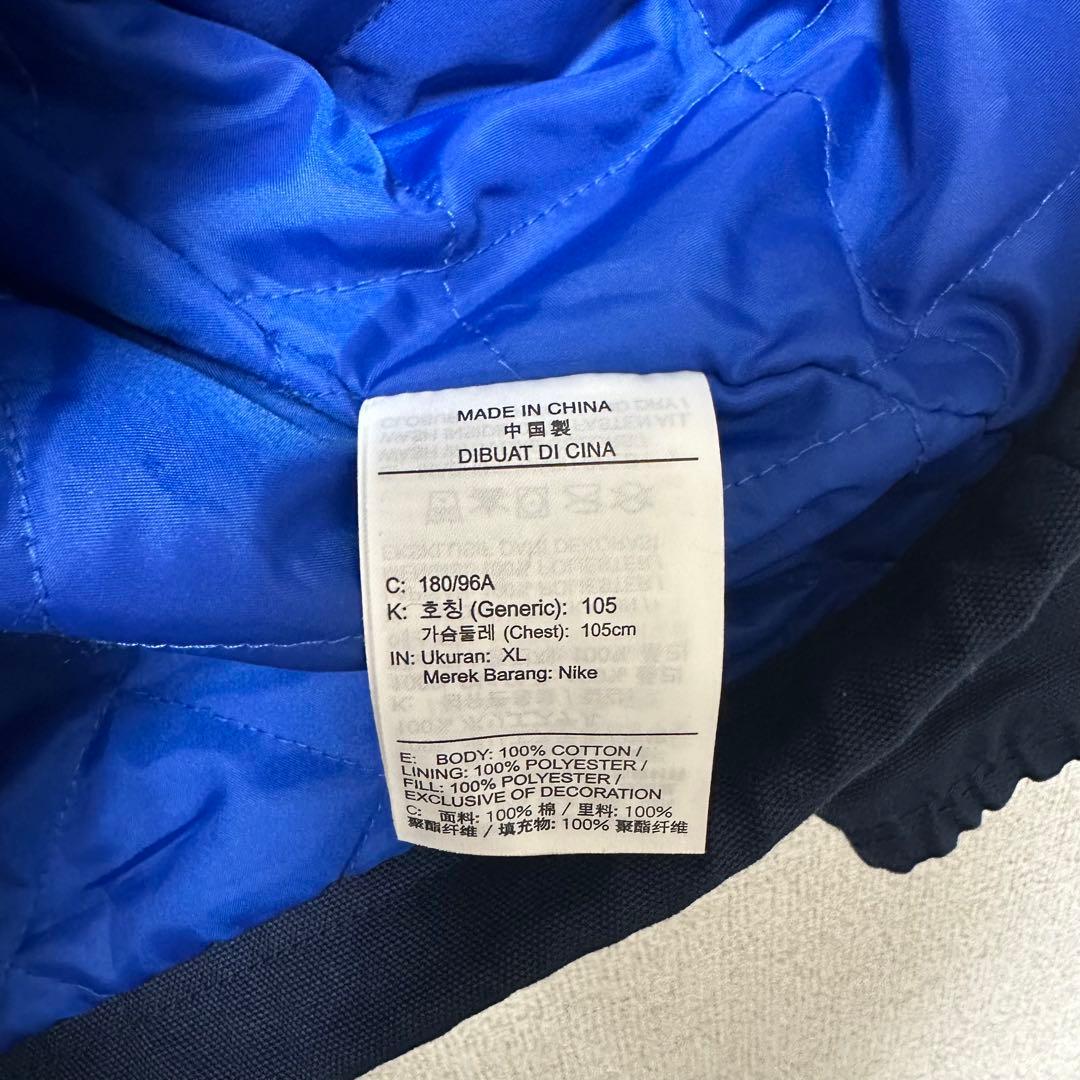 MADE IN CHINA
中国製
DIBUAT DI CINA
C: 180/96A
K: 호칭 (Generic): 105
가슴둘레 (Chest): 105cm
IN: Ukuran: XL
Merek Barang: Nike
E: BODY: 100% COTTON /
LINING: 100% POLYESTER /
FILL: 100% POLYESTER /
EXCLUSIVE OF DECORATION
C: 面料: 100% 棉 / 里料: 100%
聚酯纤维 / 填充物: 100% 聚酯纤维